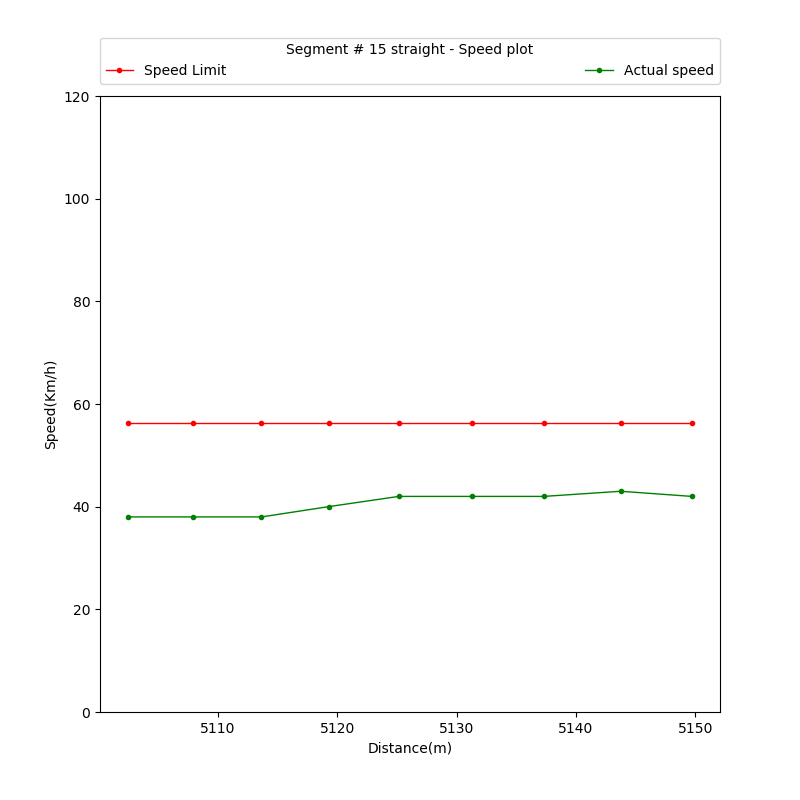 Segment # 15 straight - Speed plot
Speed Limit
Actual speed
120
100
80
60
40
20
0
Speed(Km/h)
5110 5120 5130 5140 5150
Distance(m)